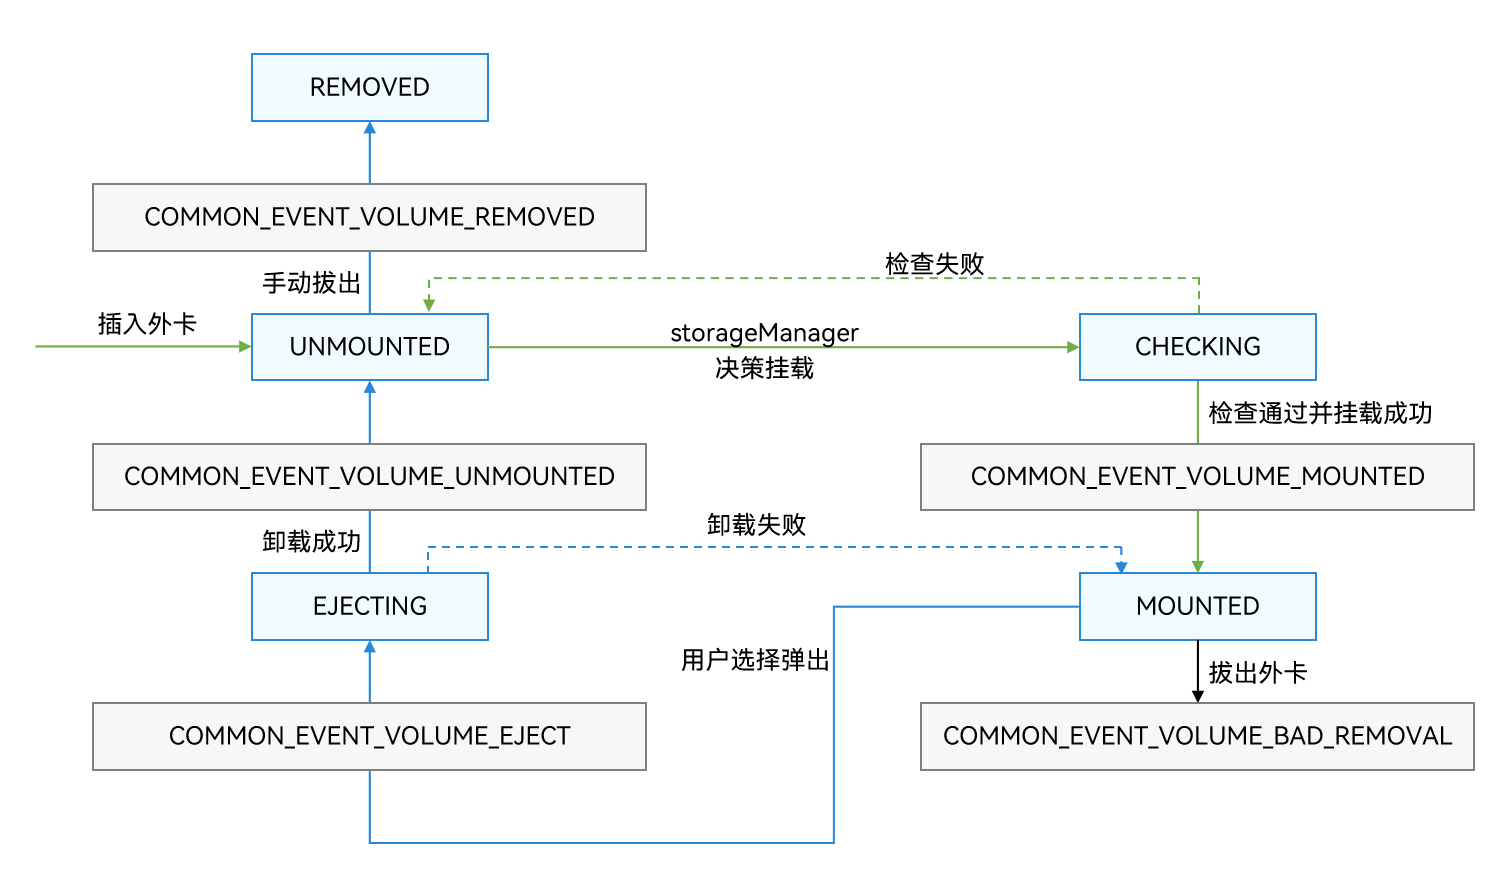 REMOVED
COMMON_EVENT_VOLUME_REMOVED
手动拔出
检查失败
插入外卡
UNMOUNTED
storageManager
决策挂载
CHECKING
检查通过并挂载成功
COMMON_EVENT_VOLUME_UNMOUNTED
COMMON_EVENT_VOLUME_MOUNTED
卸载成功
卸载失败
EJECTING
MOUNTED
用户选择弹出
拔出外卡
COMMON_EVENT_VOLUME_EJECT
COMMON_EVENT_VOLUME_BAD_REMOVAL